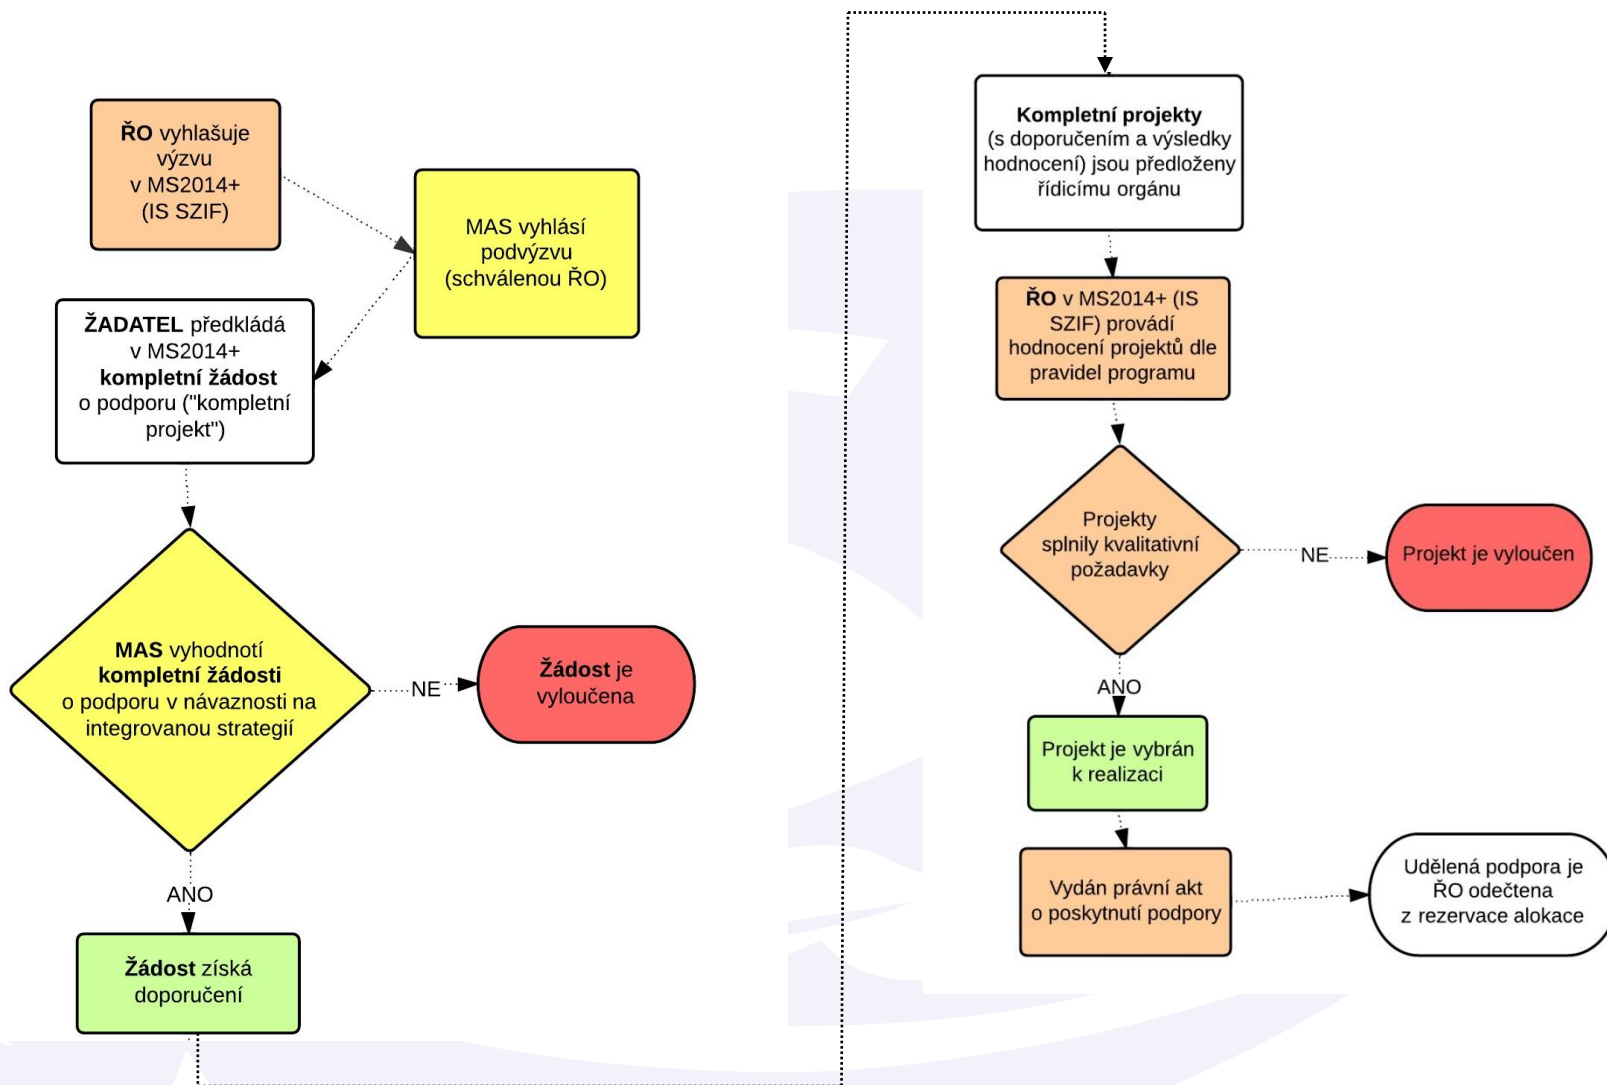 ŘO vyhlašuje
výzvu
v MS2014+
(IS SZIF)
MAS vyhlásí
podvýzvu
(schválenou ŘO)
ŽADATEL předkládá
v MS2014+
kompletní žádost
o podporu ("kompletní
projekt")
MAS vyhodnotí
kompletní žádosti
o podporu v návaznosti na
integrovanou strategií
NE
Žádost je
vyloučena
ANO
Žádost získá
doporučení
Kompletní projekty
(s doporučením a výsledky
hodnocení) jsou předloženy
řídicímu orgánu
ŘO v MS2014+ (IS
SZIF) provádí
hodnocení projektů dle
pravidel programu
Projekty
splnily kvalitativní
požadavky
NE
Projekt je vyloučen
ANO
Projekt je vybrán
k realizaci
Vydán právní akt
o poskytnutí podpory
Udělená podpora je
ŘO odečtena
z rezervace alokace